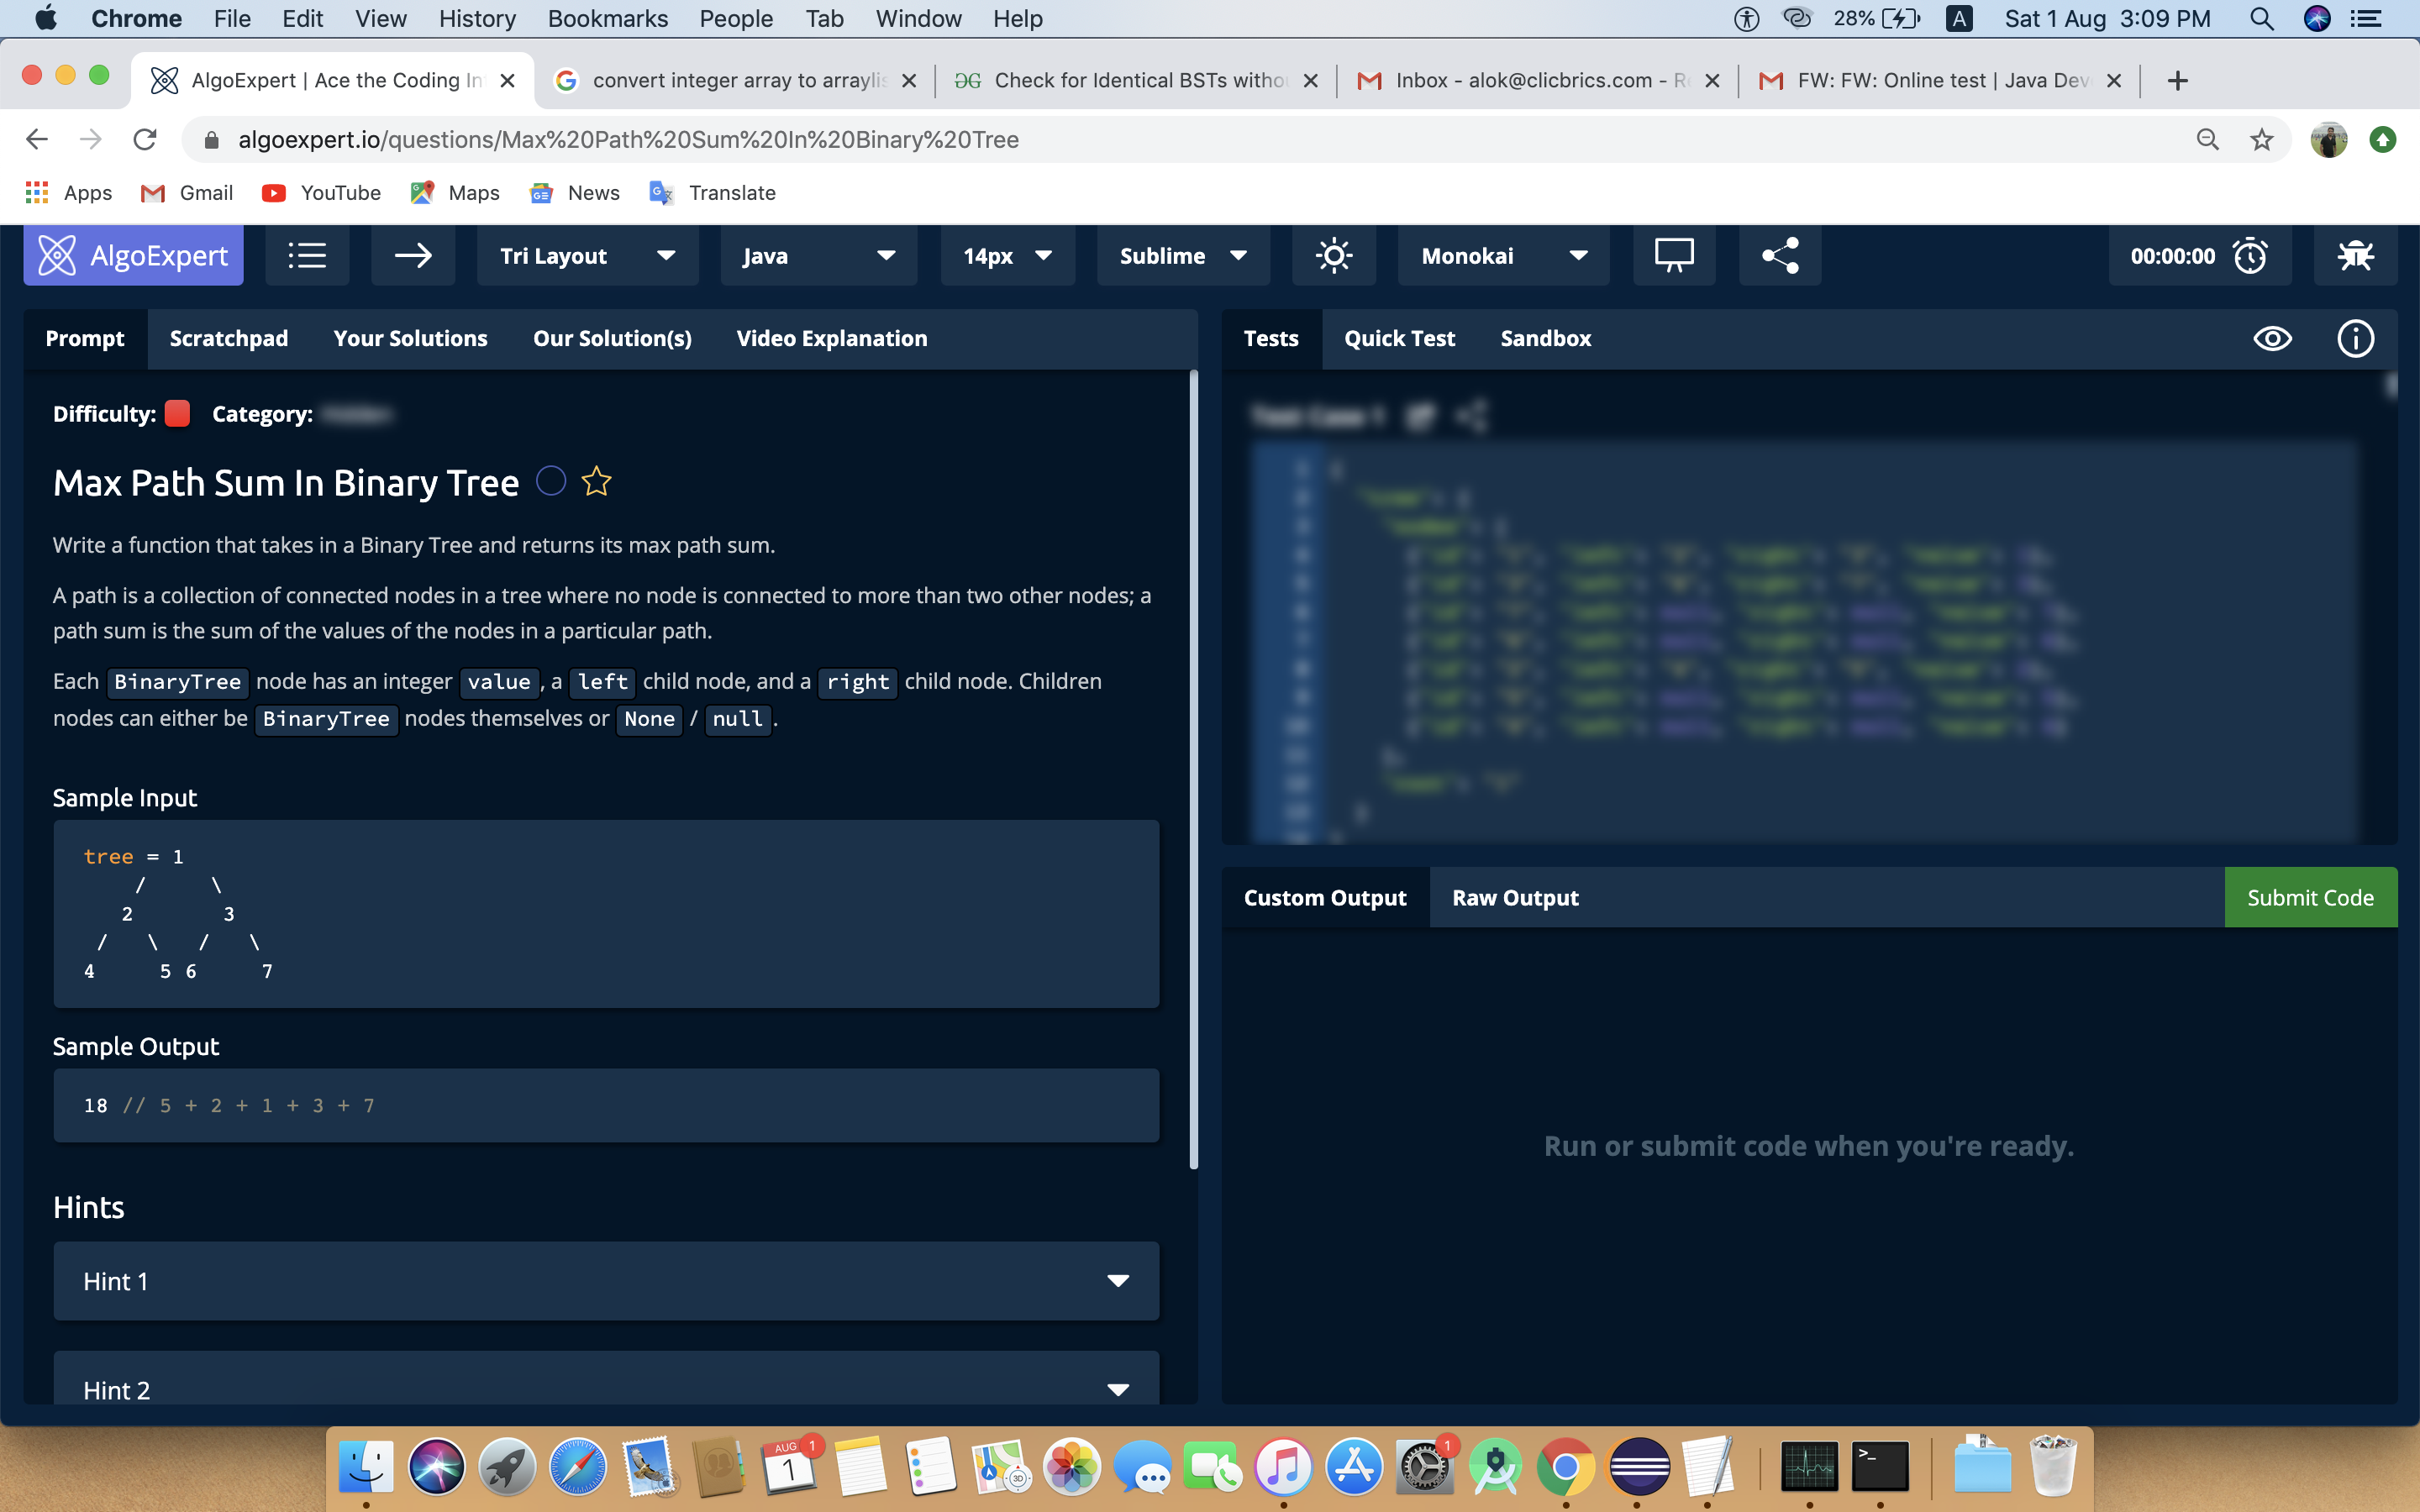 Chrome File Edit View History Bookmarks People Tab Window Help 28% A Sat 1 Aug 3:09 PM
AlgoExpert | Ace the Coding In convert integer array to arraylis GG Check for Identical BSTs witho Inbox - alok@clicbrics.com - R FW: FW: Online test | Java Dev
algoexpert.io/questions/Max%20Path%20Sum%20In%20Binary%20Tree
Apps Gmail YouTube Maps News Translate
AlgoExpert Tri Layout Java 14px Sublime Monokai 00:00:00
Prompt Scratchpad Your Solutions Our Solution(s) Video Explanation
Difficulty: Category:
Max Path Sum In Binary Tree
Write a function that takes in a Binary Tree and returns its max path sum.
A path is a collection of connected nodes in a tree where no node is connected to more than two other nodes; a
path sum is the sum of the values of the nodes in a particular path.
Each BinaryTree node has an integer value, a left child node, and a right child node. Children
nodes can either be BinaryTree nodes themselves or None / null.
Sample Input
tree = 1
/ \
2 3
/ \ / \
4 5 6 7
Sample Output
18 // 5 + 2 + 1 + 3 + 7
Hints
Hint 1
Hint 2
Tests Quick Test Sandbox
Test Case 1
Custom Output Raw Output Submit Code
Run or submit code when you're ready.
AUG 1 1
3D
1
>_